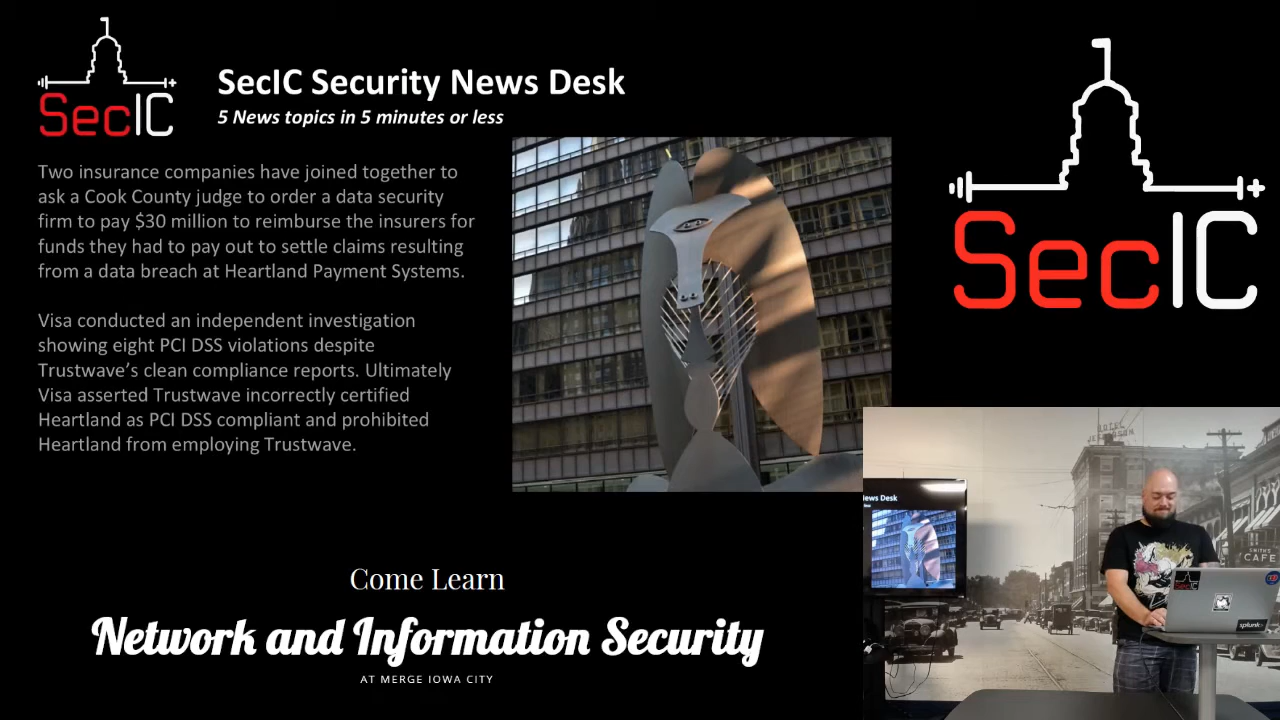 SecIC
SecIC Security News Desk
5 News topics in 5 minutes or less
Two insurance companies have joined together to
ask a Cook County judge to order a data security
firm to pay $30 million to reimburse the insurers for
funds they had to pay out to settle claims resulting
from a data breach at Heartland Payment Systems.
Visa conducted an independent investigation
showing eight PCI DSS violations despite
Trustwave’s clean compliance reports. Ultimately
Visa asserted Trustwave incorrectly certified
Heartland as PCI DSS compliant and prohibited
Heartland from employing Trustwave.
SecIC
HOTEL
JEFFERSON
News Desk
SMITH'S
CAFE
SecIC
splunk>
Come Learn
Network and Information Security
AT MERGE IOWA CITY